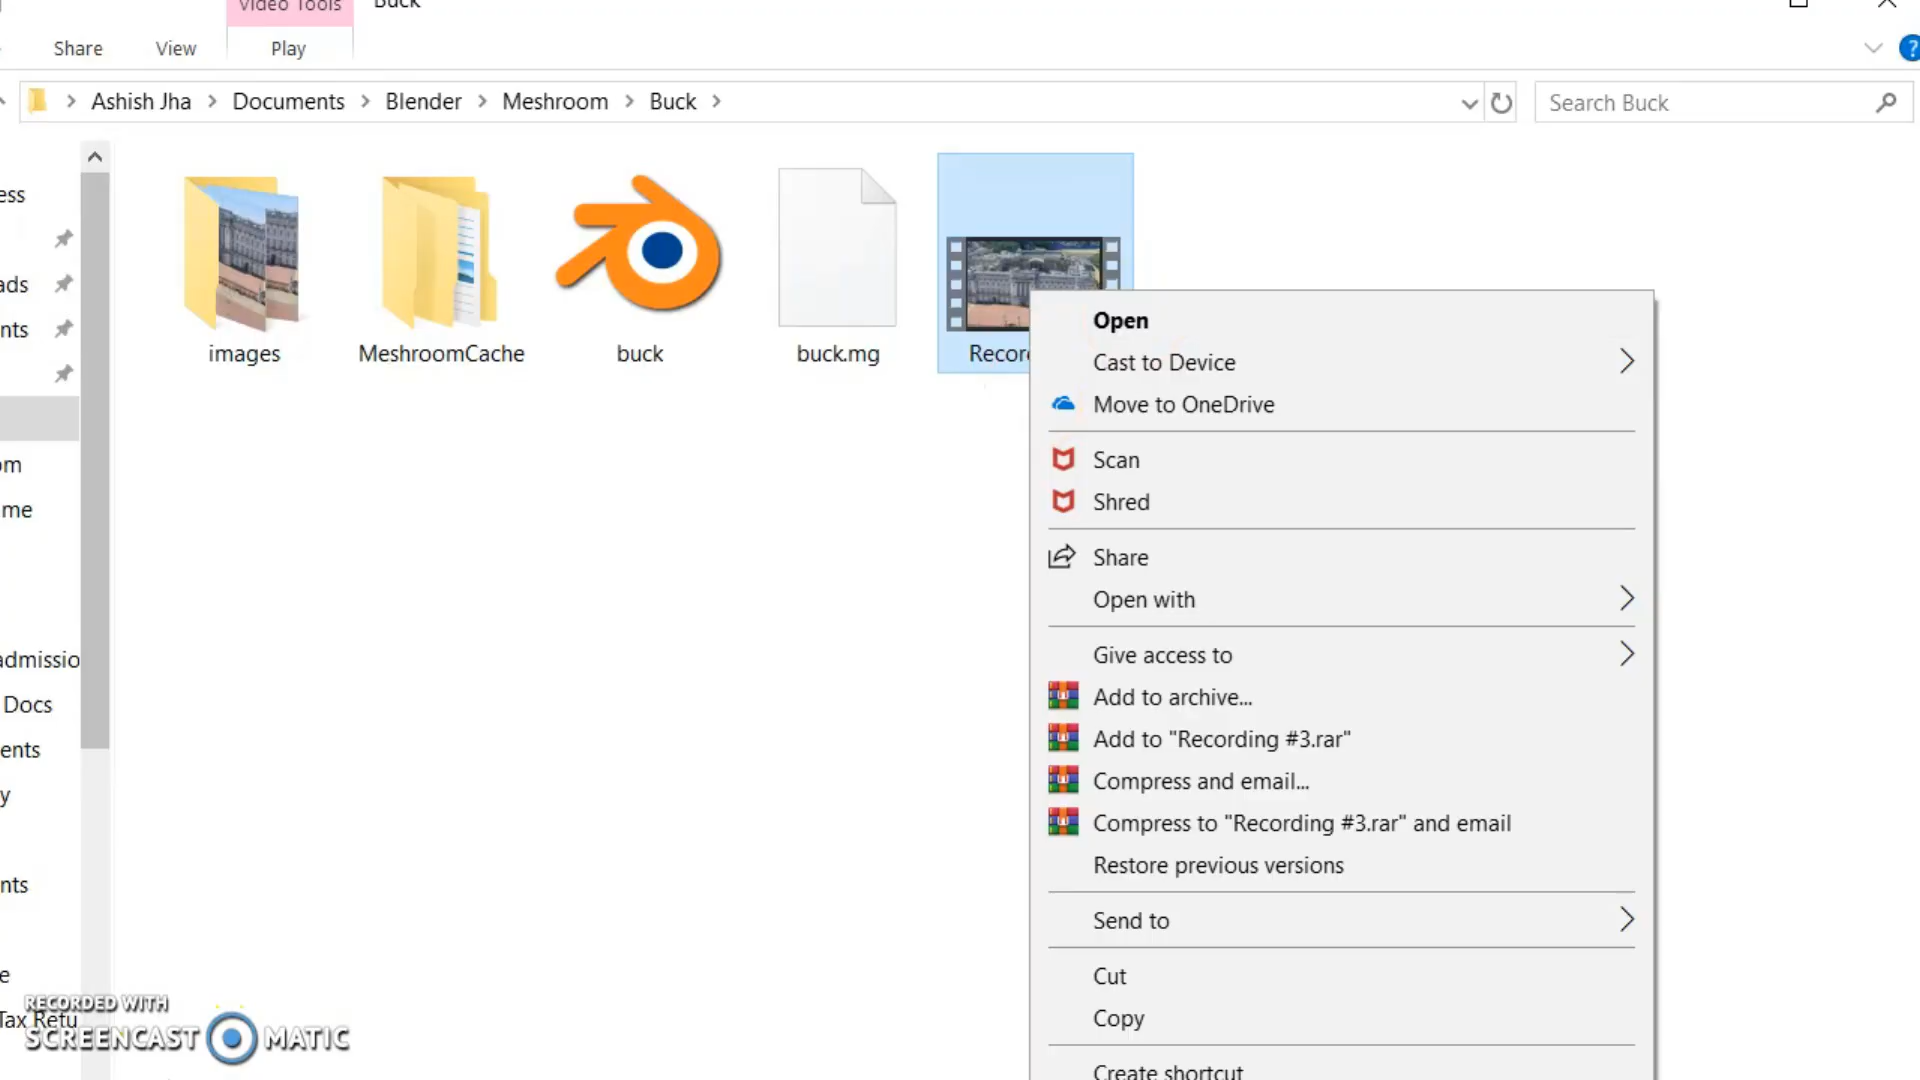 Video Tools
Buck
Share
View
Play
?
Ashish Jha
Documents
Blender
Meshroom
Buck
Search Buck
ess
ads
nts
om
me
admissio
Docs
ents
y
nts
e
Tax Retu
images
MeshroomCache
buck
buck.mg
Recor
Open
Cast to Device
Move to OneDrive
Scan
Shred
Share
Open with
Give access to
Add to archive...
Add to "Recording #3.rar"
Compress and email...
Compress to "Recording #3.rar" and email
Restore previous versions
Send to
Cut
Copy
Create shortcut
RECORDED WITH
SCREENCAST MATIC